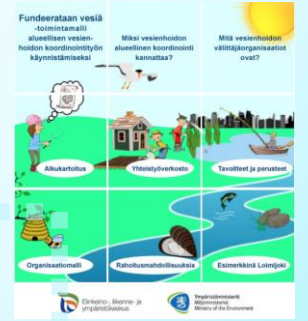 Fundeerataan vesiä
-toimintamalli
alueellisen vesien-
hoidon koordinointityön
käynnistämiseksi
Miksi vesienhoidon
alueellinen koordinointi
kannattaa?
Mitä vesienhoidon
välittäjäorganisaatiot
ovat?
Alkukartoitus
Yhteistyöverkosto
Tavoitteet ja perusteet
Organisaatiomalli
Rahoitusmahdollisuuksia
Esimerkkinä Loimijoki
Elinkeino-, liikenne- ja
ympäristökeskus
Ympäristöministeriö
Miljöministeriet
Ministry of the Environment